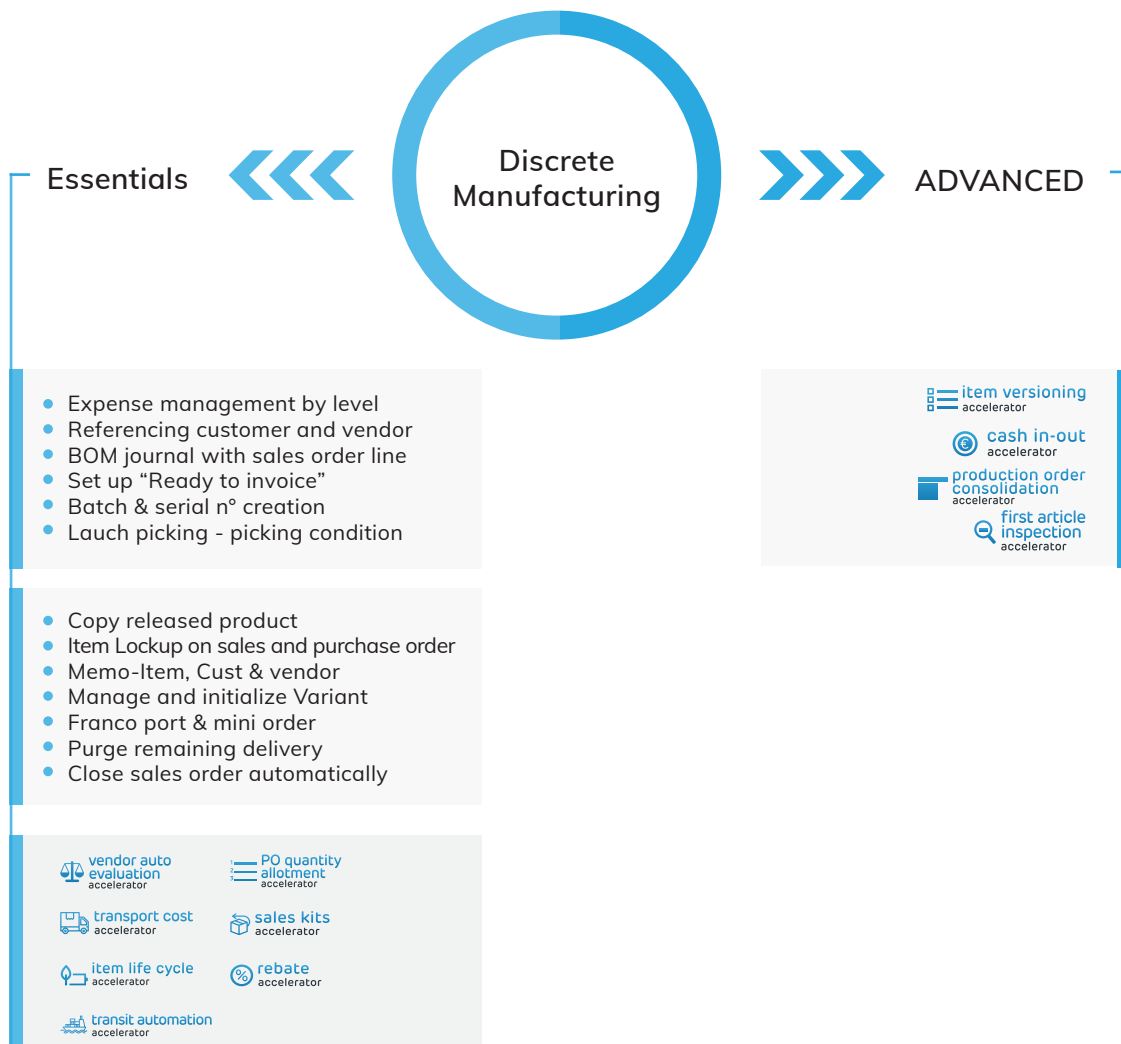 Discrete
Manufacturing
Essentials
ADVANCED
Expense management by level
Referencing customer and vendor
BOM journal with sales order line
Set up “Ready to invoice”
Batch & serial n° creation
Lauch picking - picking condition
item versioning
accelerator
cash in-out
accelerator
production order
consolidation
accelerator
first article
inspection
accelerator
Copy released product
Item Lockup on sales and purchase order
Memo-Item, Cust & vendor
Manage and initialize Variant
Franco port & mini order
Purge remaining delivery
Close sales order automatically
vendor auto
evaluation
accelerator
PO quantity
allotment
accelerator
transport cost
accelerator
sales kits
accelerator
item life cycle
accelerator
rebate
accelerator
transit automation
accelerator